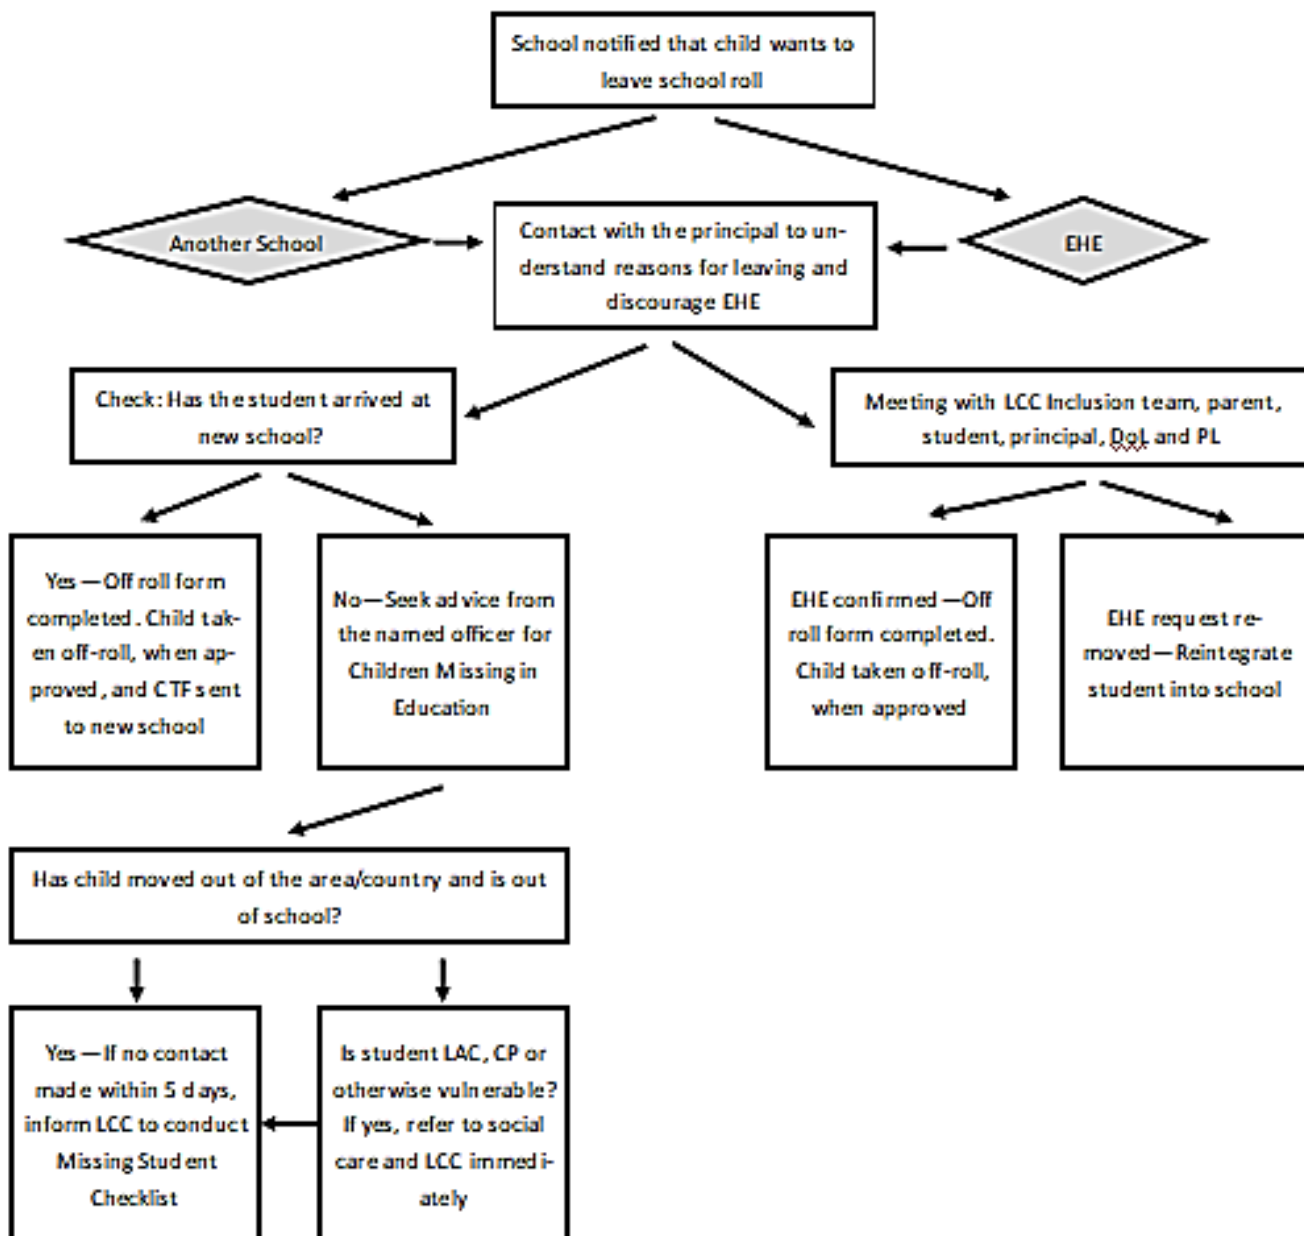 School notified that child wants to
leave school roll
Another School
Contact with the principal to un-
derstand reasons for leaving and
discourage EHE
EHE
Check: Has the student arrived at
new school?
Meeting with LCC Inclusion team, parent,
student, principal, DoL and PL
Yes—Off roll form
completed. Child tak-
en off-roll, when ap-
proved, and CTF sent
to new school
No—Seek advice from
the named officer for
Children Missing in
Education
EHE confirmed—Off
roll form completed.
Child taken off-roll,
when approved
EHE request re-
moved—Reintegrate
student into school
Has child moved out of the area/country and is out
of school?
Yes—If no contact
made within 5 days,
inform LCC to conduct
Missing Student
Checklist
Is student LAC, CP or
otherwise vulnerable?
If yes, refer to social
care and LCC immedi-
ately